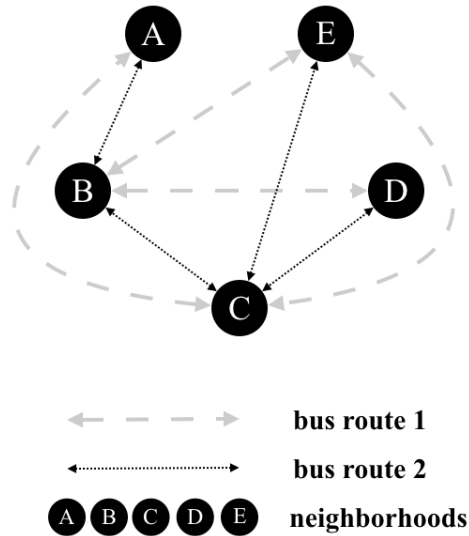 A E
B D
C
bus route 1
bus route 2
A B C D E neighborhoods